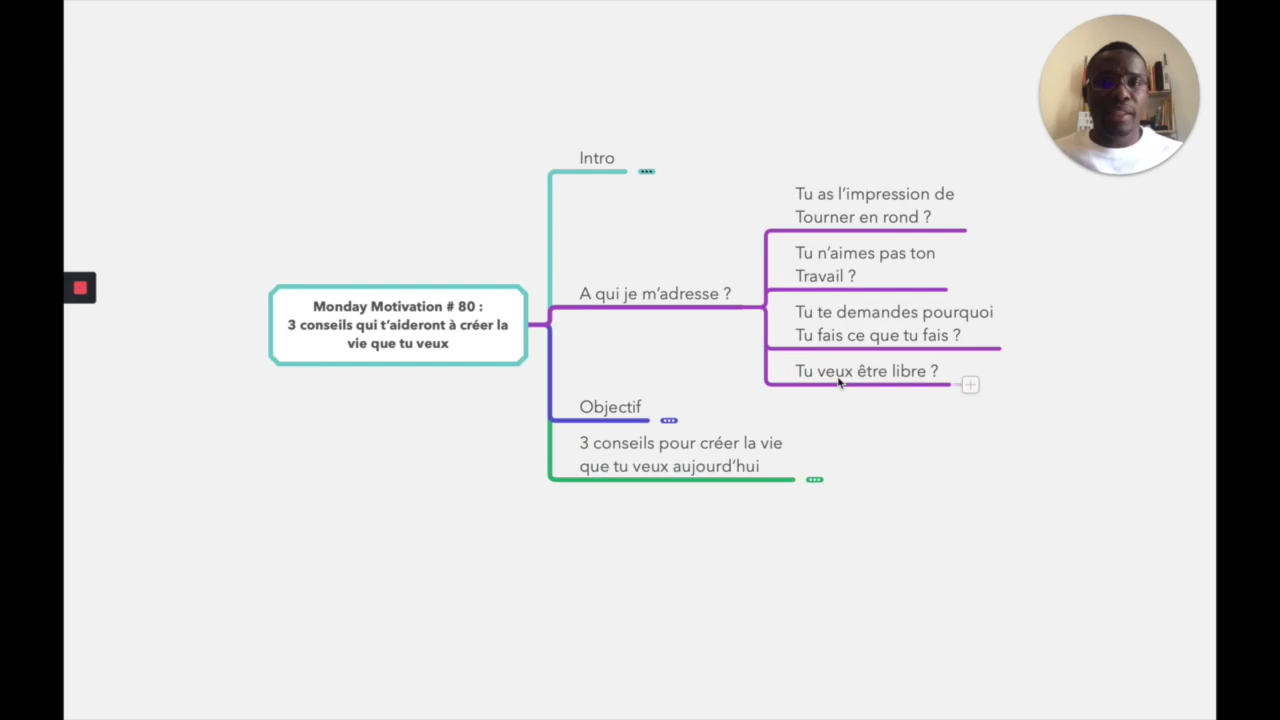 Monday Motivation # 80 :
3 conseils qui t'aideront à créer la
vie que tu veux
Intro
A qui je m'adresse ?
Tu as l'impression de
Tourner en rond ?
Tu n'aimes pas ton
Travail ?
Tu te demandes pourquoi
Tu fais ce que tu fais ?
Tu veux être libre ?
Objectif
3 conseils pour créer la vie
que tu veux aujourd'hui